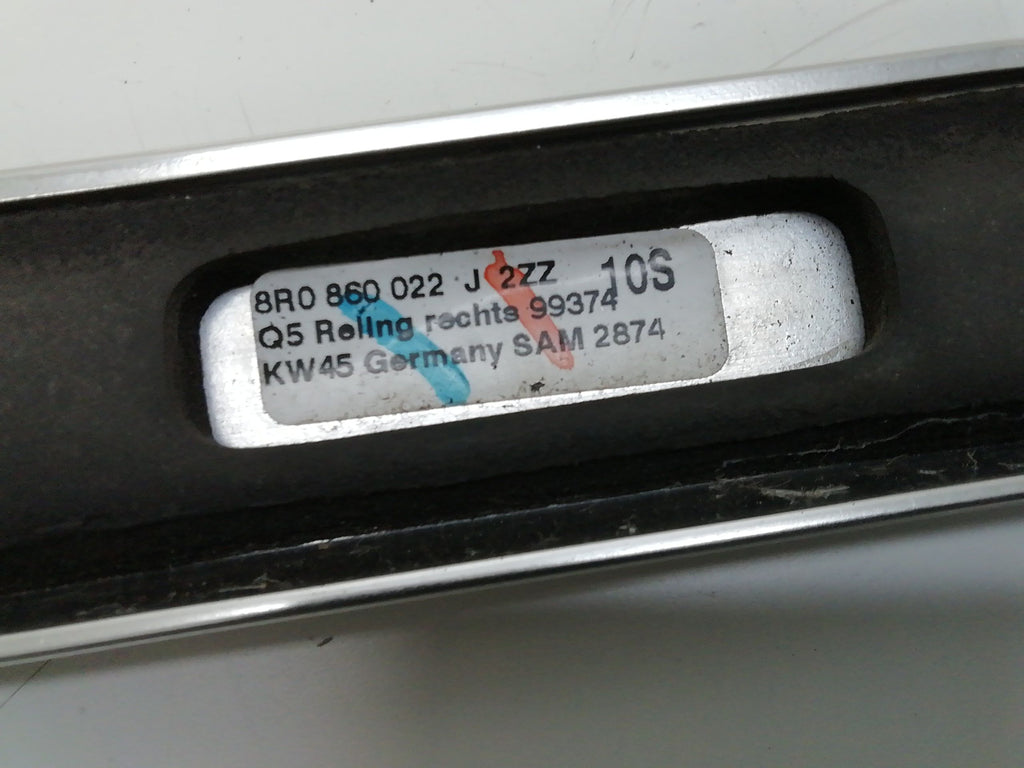 8R0 860 022 J 2ZZ 10S
Q5 Reling rechts 99374
KW45 Germany SAM 2874